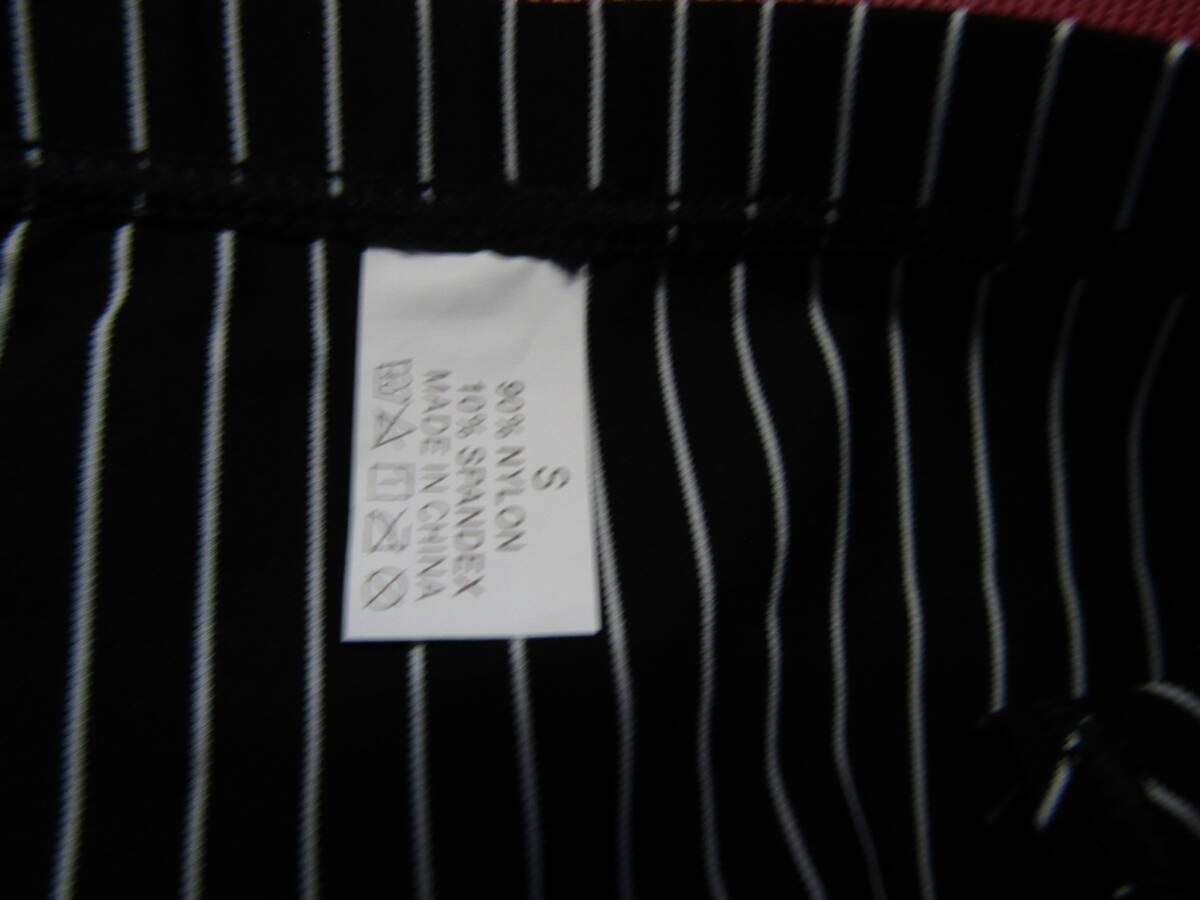 S
90% NYLON
10% SPANDEX
MADE IN CHINA